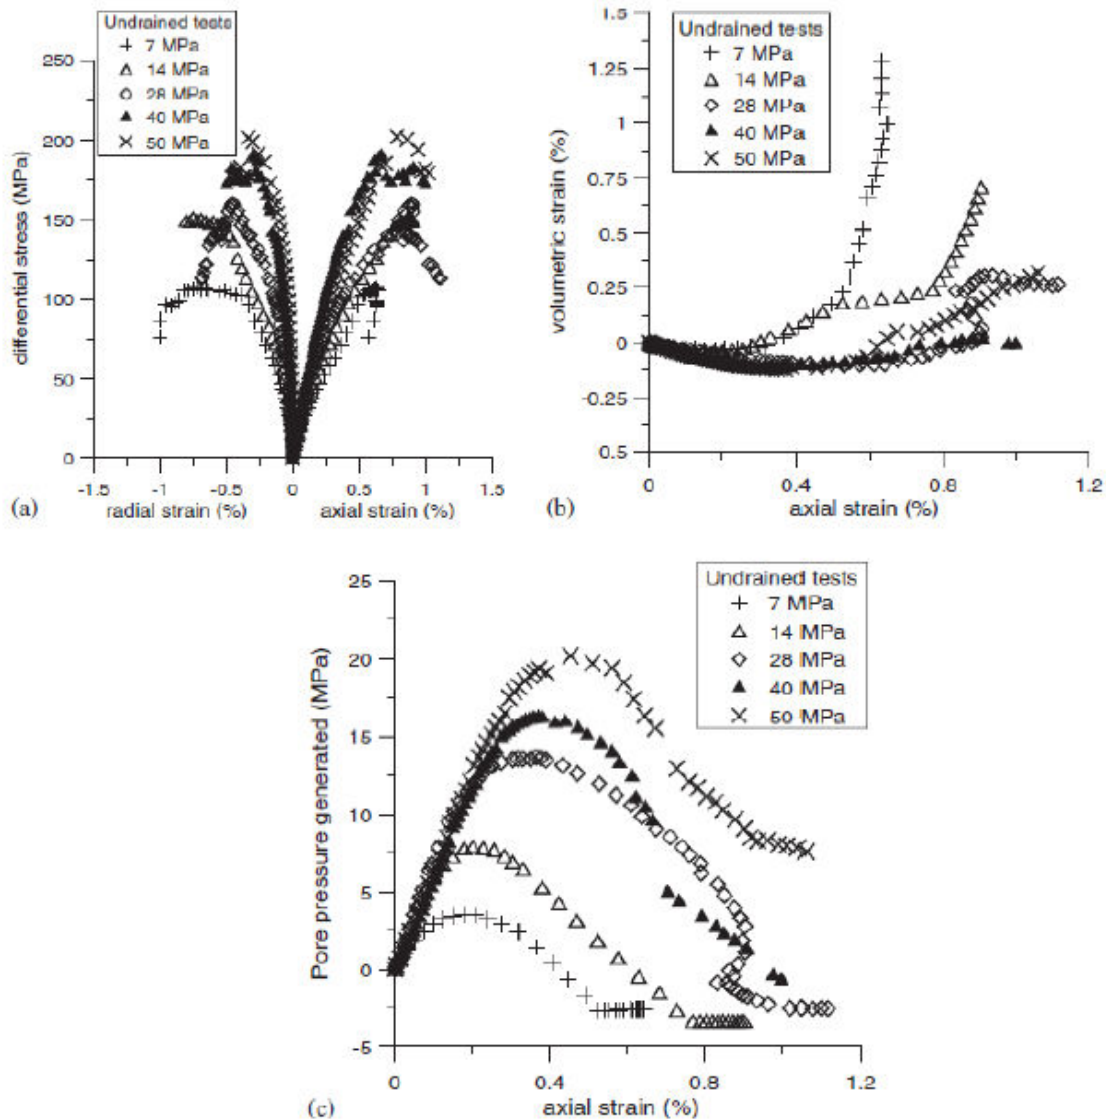 Undrained tests
7 MPa
14 MPa
28 MPa
40 MPa
50 MPa
250
200
150
100
50
0
differential stress (MPa)
-1.5 -1 -0.5 0 0.5 1 1.5
radial strain (%) axial strain (%)
(a)
Undrained tests
7 MPa
14 MPa
28 MPa
40 MPa
50 MPa
1.25
1
0.75
0.5
0.25
0
-0.25
0.5
volumetric strain (%)
0 0.4 0.8 1.2
axial strain (%)
(b)
Undrained tests
7 MPa
14 MPa
28 MPa
40 MPa
50 MPa
25
20
15
10
5
0
-5
Pore pressure generated (MPa)
0 0.4 0.8 1.2
axial strain (%)
(c)